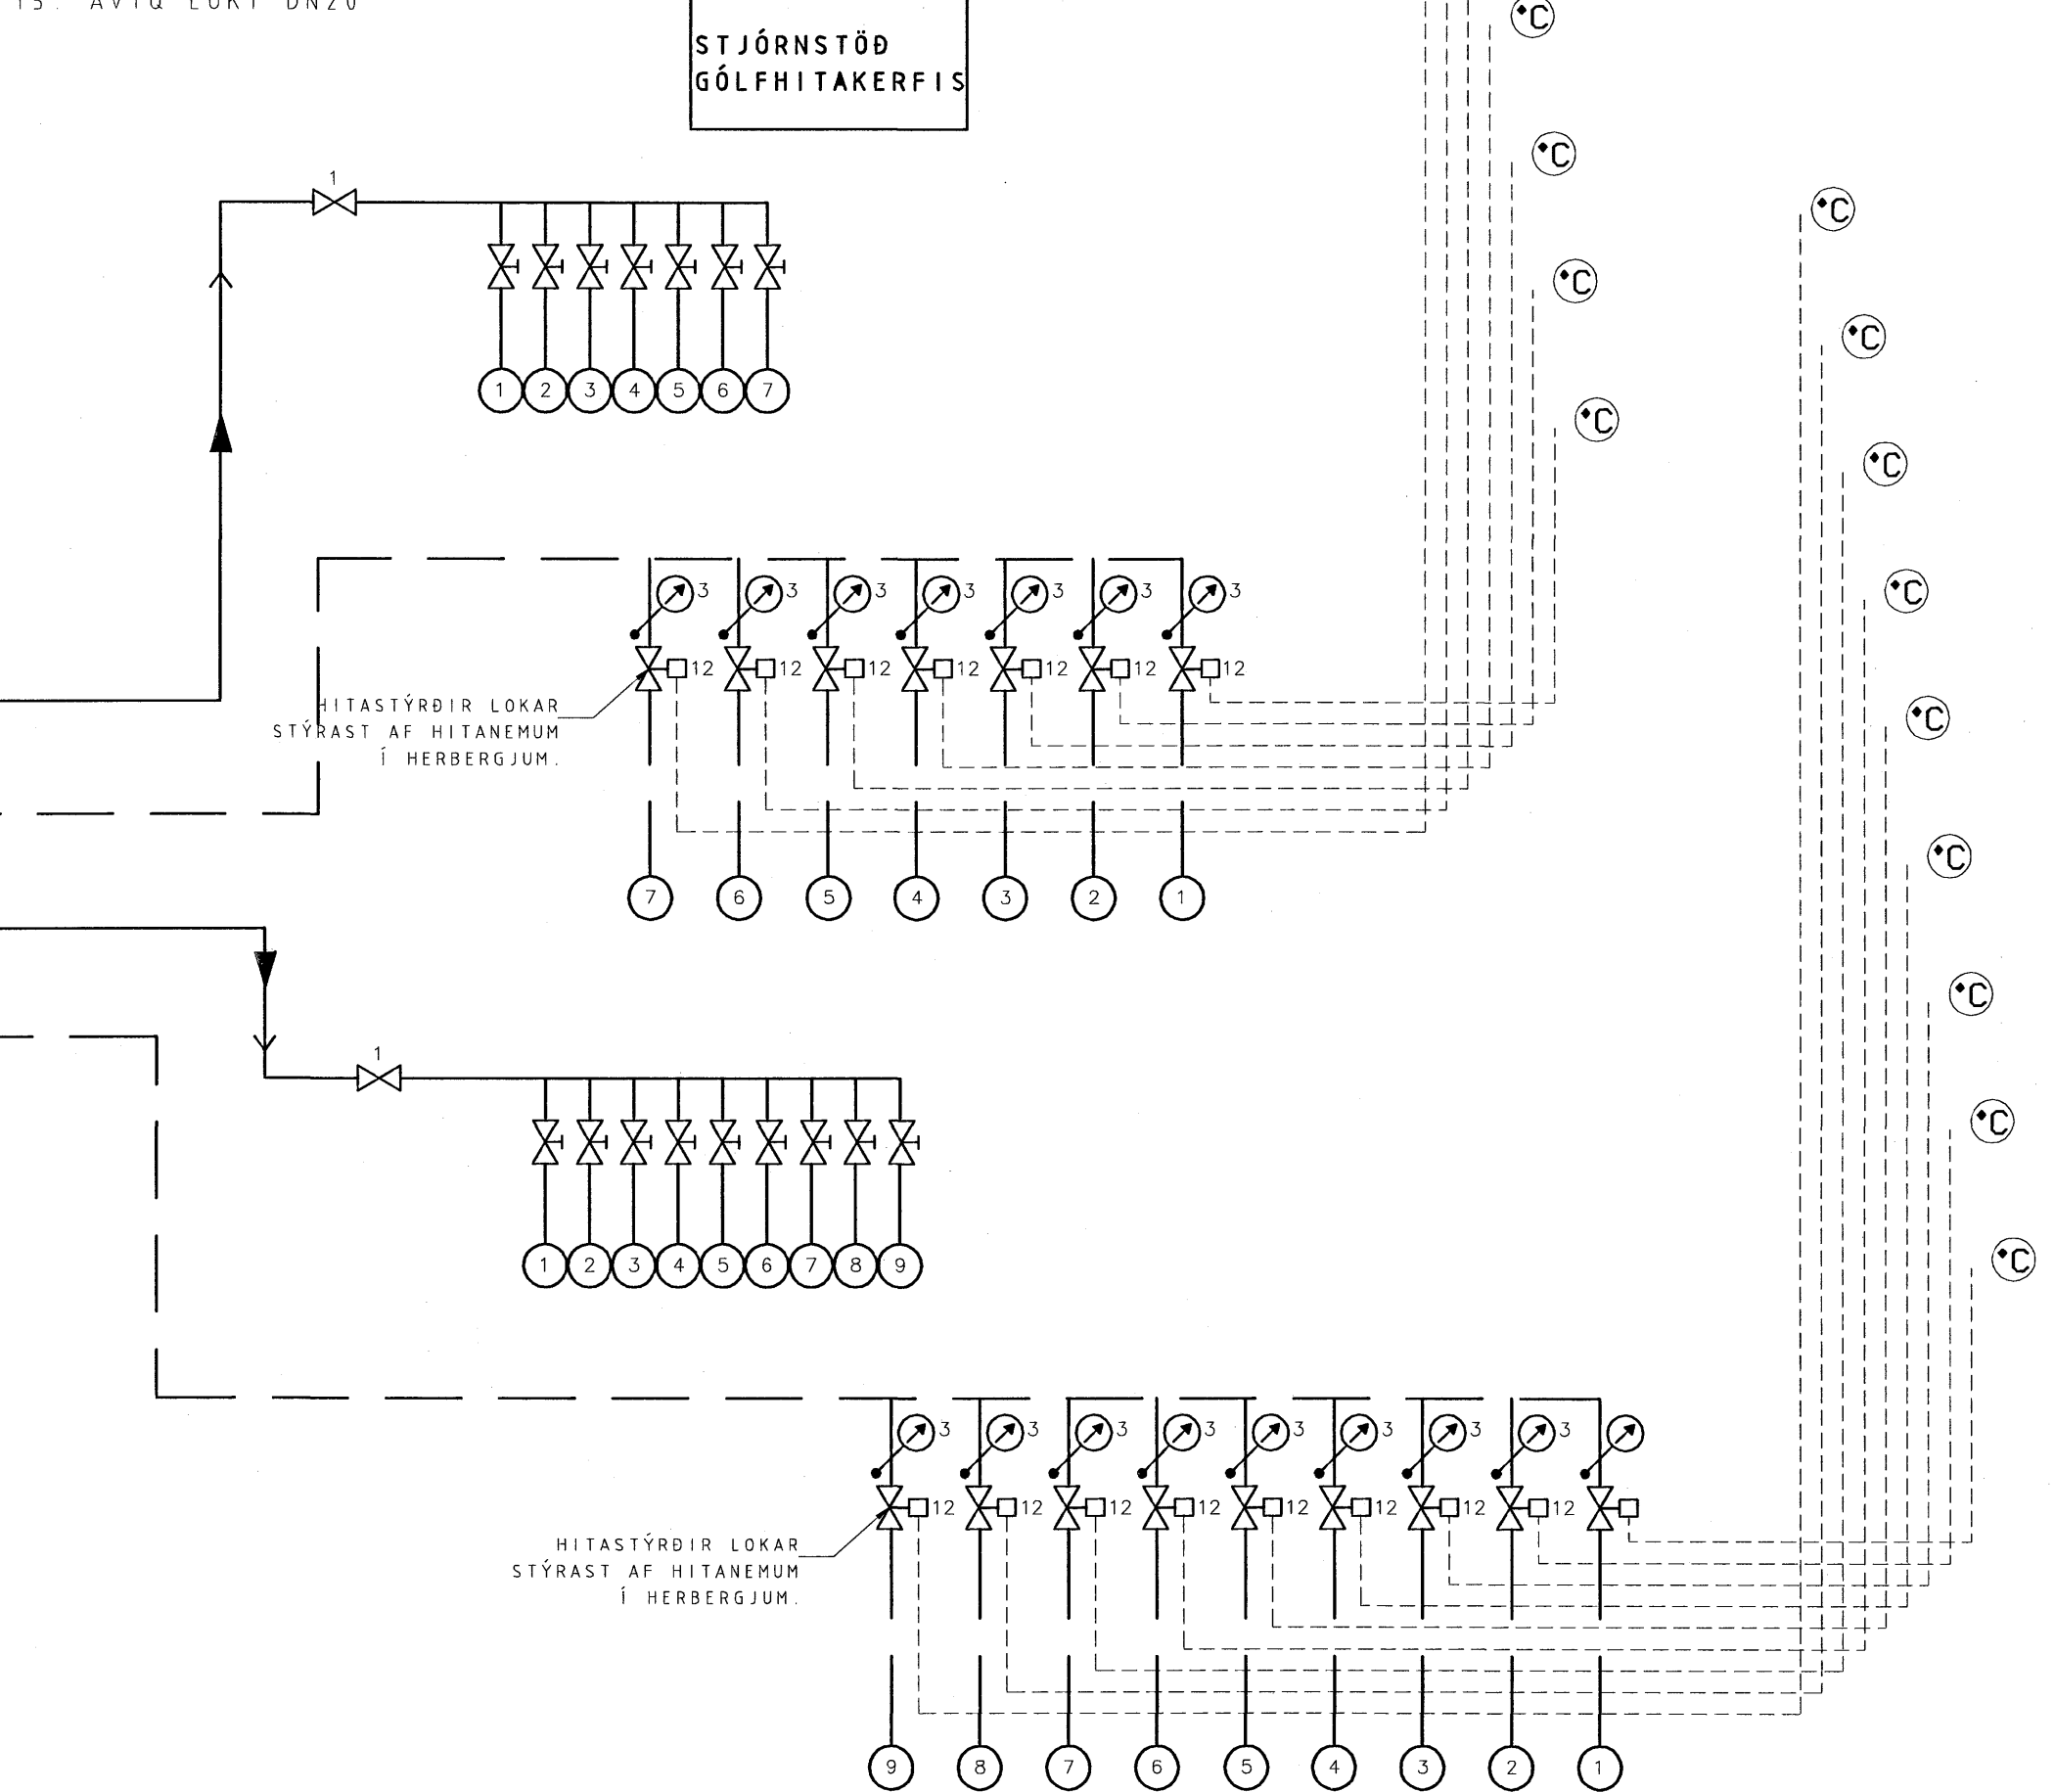 STJÓRNSTÖÐ
GÓLFHITAKERFIS
°C
°C
°C
°C
1
1 2 3 4 5 6 7
°C
°C
°C
°C
°C
°C
°C
°C
°C
3 3 3 3 3 3 3
12 12 12 12 12 12 12
HITASTÝRÐIR LOKAR
STÝRAST AF HITANEMUM
Í HERBERGJUM.
7 6 5 4 3 2 1
1
1 2 3 4 5 6 7 8 9
3 3 3 3 3 3 3 3
12 12 12 12 12 12 12 12
HITASTÝRÐIR LOKAR
STÝRAST AF HITANEMUM
Í HERBERGJUM.
9 8 7 6 5 4 3 2 1